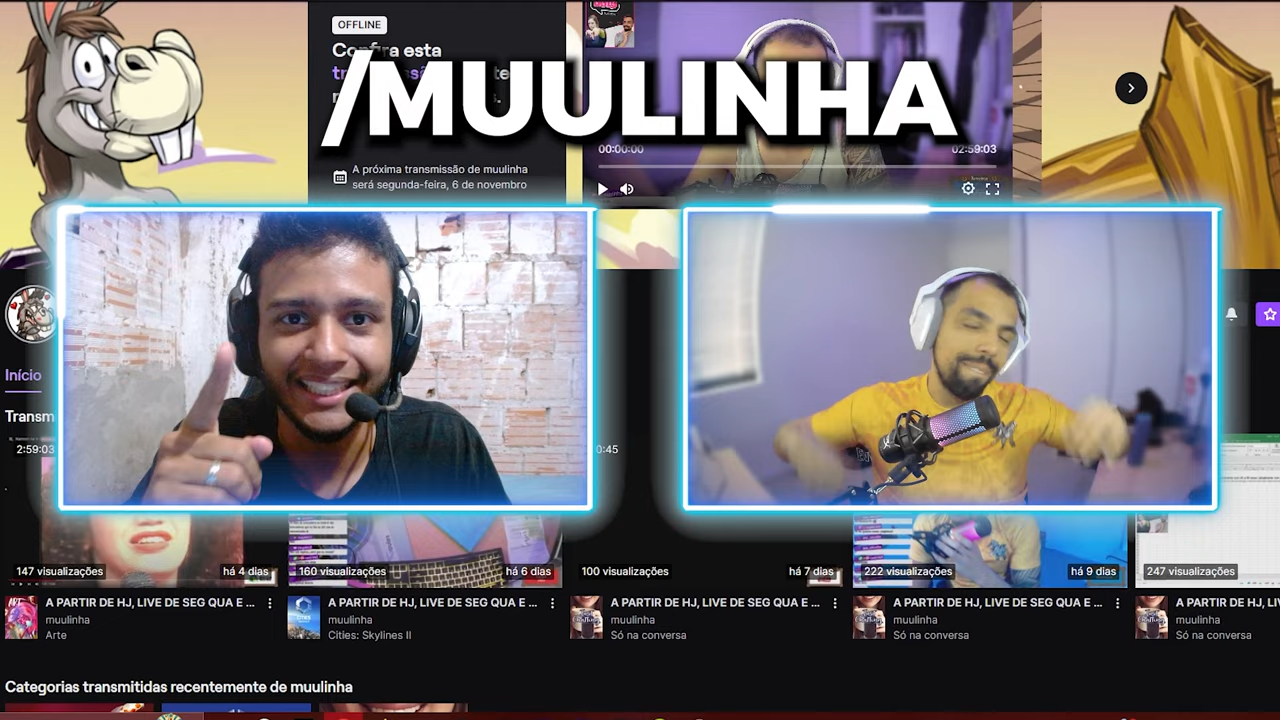 OFFLINE
Confira esta
/MUULINHA
00:00:00
02:59:03
A próxima transmissão de muulinha
será segunda-feira, 6 de novembro
Início
Transm
2:59:03
0:45
147 visualizações
há 4 dias
160 visualizações
há 6 dias
100 visualizações
há 7 dias
222 visualizações
há 9 dias
247 visualizações
A PARTIR DE HJ, LIVE DE SEG QUA E ...
muulinha
Arte
A PARTIR DE HJ, LIVE DE SEG QUA E ...
muulinha
Cities: Skylines II
A PARTIR DE HJ, LIVE DE SEG QUA E ...
muulinha
Só na conversa
A PARTIR DE HJ, LIVE DE SEG QUA E ...
muulinha
Só na conversa
A PARTIR DE HJ, LI
muulinha
Só na conversa
Categorias transmitidas recentemente de muulinha